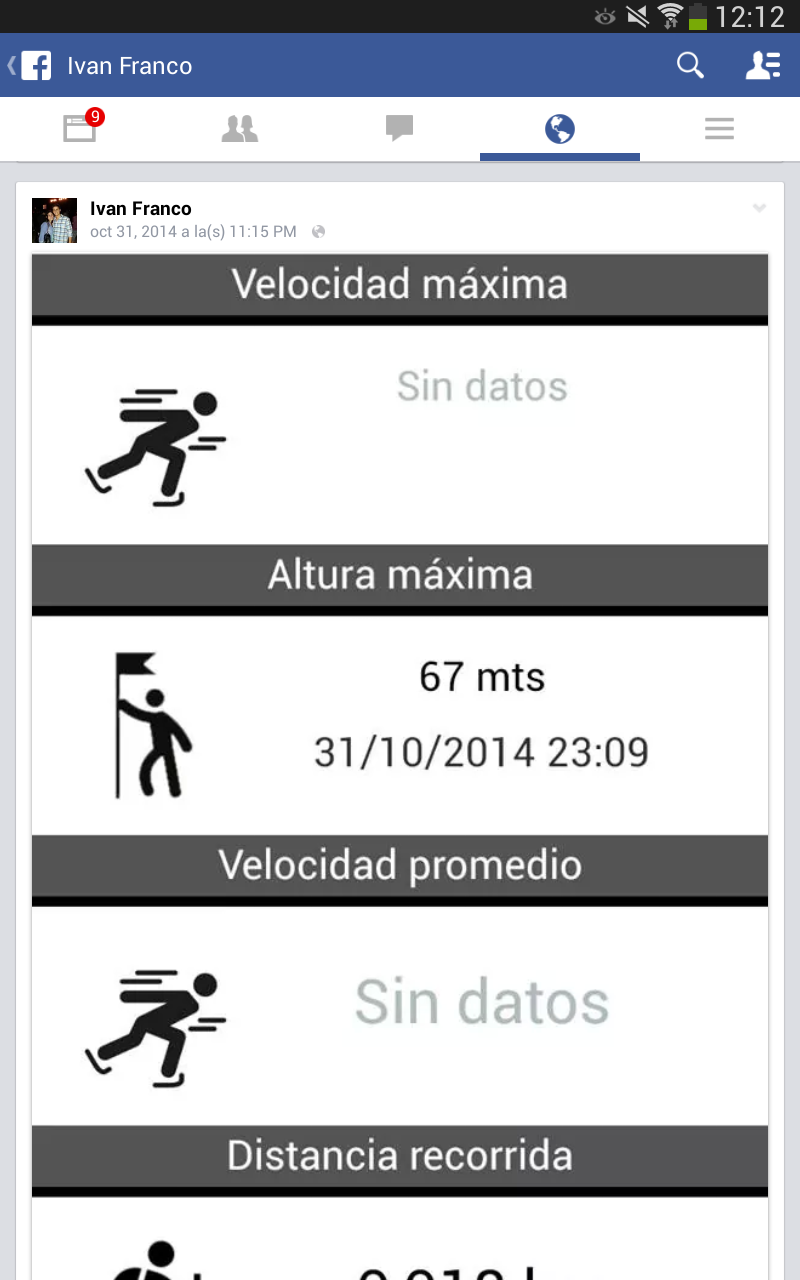 12:12
Ivan Franco
9
Ivan Franco
oct 31, 2014 a la(s) 11:15 PM
Velocidad máxima
Sin datos
Altura máxima
67 mts
31/10/2014 23:09
Velocidad promedio
Sin datos
Distancia recorrida